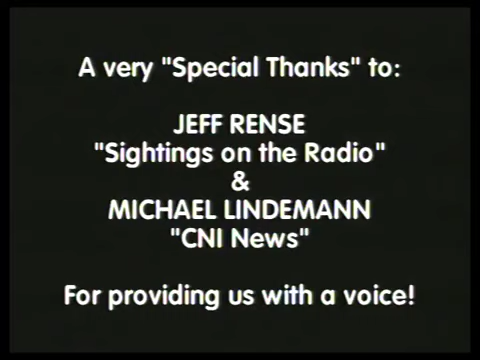 A very "Special Thanks" to:
JEFF RENSE
"Sightings on the Radio"
&
MICHAEL LINDEMANN
"CNI News"
For providing us with a voice!